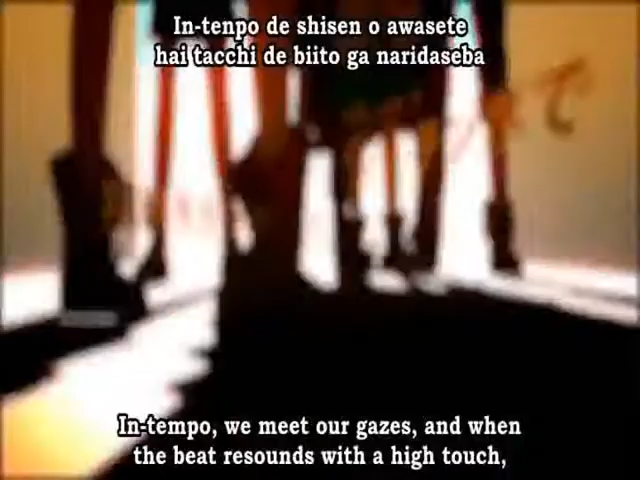 In-tenpo de shisen o awasete
hai tacchi de biito ga naridaseba
In-tempo, we meet our gazes, and when
the beat resounds with a high touch,